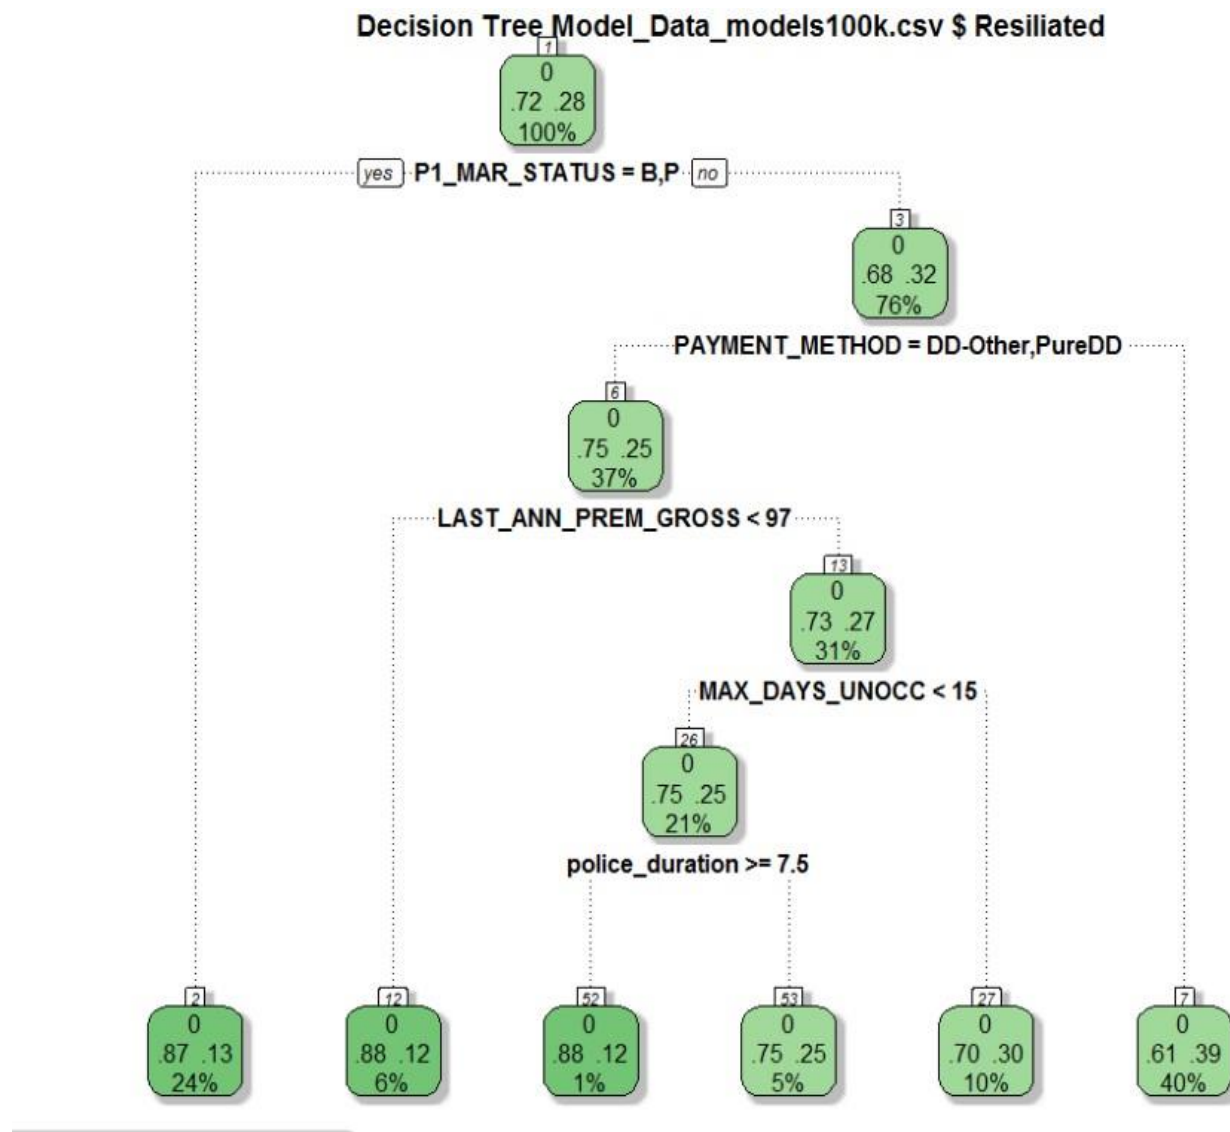 Decision Tree Model_Data_models100k.csv $ Resiliated
1
0
.72 .28
100%
yes P1_MAR_STATUS = B,P no
3
0
.68 .32
76%
PAYMENT_METHOD = DD-Other,PureDD
6
0
.75 .25
37%
LAST_ANN_PREM_GROSS < 97
13
0
.73 .27
31%
MAX_DAYS_UNOCC < 15
26
0
.75 .25
21%
police_duration >= 7.5
2 12 52 53 27 7
0 0 0 0 0 0
.87 .13 .88 .12 .88 .12 .75 .25 .70 .30 .61 .39
24% 6% 1% 5% 10% 40%